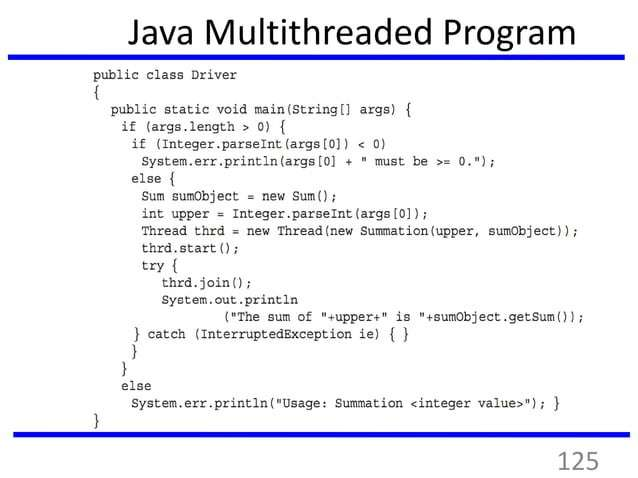 Java Multithreaded Program
public class Driver
{
public static void main(String[] args) {
if (args.length > 0) {
if (Integer.parseInt(args[0]) < 0)
System.err.println(args[0] + " must be >= 0.");
else {
Sum sumObject = new Sum();
int upper = Integer.parseInt(args[0]);
Thread thrd = new Thread(new Summation(upper, sumObject));
thrd.start();
try {
thrd.join();
System.out.println
("The sum of "+upper+" is "+sumObject.getSum());
} catch (InterruptedException ie) { }
}
}
else
System.err.println("Usage: Summation <integer value>"); }
}
125